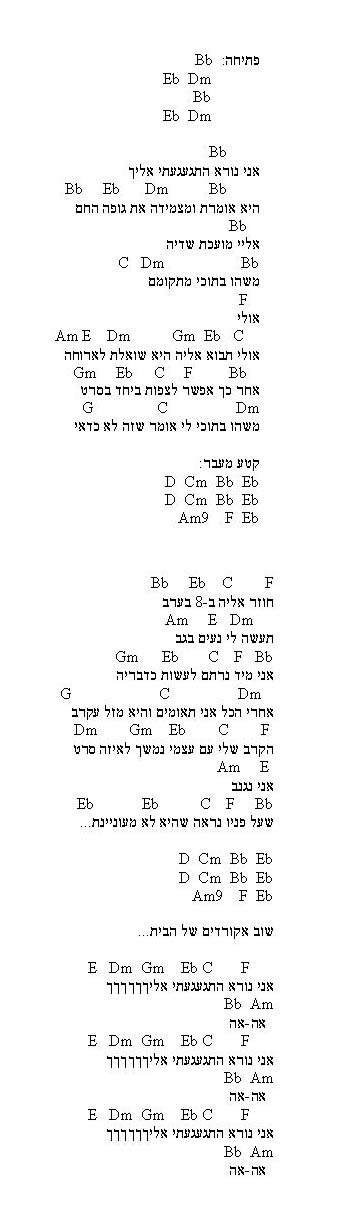 פתיחה: Bb
Eb Dm
Bb
Eb Dm
Bb
אני נורא התגעגעתי אליך
Bb Eb Dm Bb
היא אומרת ומצמידה את גופה החם
Bb
אליי מועכת שדיה
C Dm Bb
משהו בתוכי מתקומם
F
אולי
Am E Dm Gm Eb C
אולי תבוא אליה היא שואלת לארוחה
Gm Eb C F Bb
אחר כך אפשר לצפות ביחד בסרט
G C Dm
משהו בתוכי לי אומר שזה לא כדאי
קטע מעבר:
D Cm Bb Eb
D Cm Bb Eb
Am9 F Eb
Bb Eb C F
חוזר אליה ב-8 בערב
Am E Dm
תעשה לי נעים בגב
Gm Eb C F Bb
אני מיד נרתם לעשות כדבריה
G C Dm
אחרי הכל אני תאומים והיא מזל עקרב
Dm Gm Eb C F
הקרב שלי עם עצמי נמשך לאיזה סרט
Am E
אני נגנב
Eb Eb C F Bb
שעל פניו נראה שהיא לא מעוניינת...
D Cm Bb Eb
D Cm Bb Eb
Am9 F Eb
שוב אקורדים של הבית...
E Dm Gm Eb C F
אני נורא התגעגעתי אליךךךךךךך
Bb Am
אה-אה
E Dm Gm Eb C F
אני נורא התגעגעתי אליךךךךךךך
Bb Am
אה-אה
E Dm Gm Eb C F
אני נורא התגעגעתי אליךךךךךךך
Bb Am
אה-אה